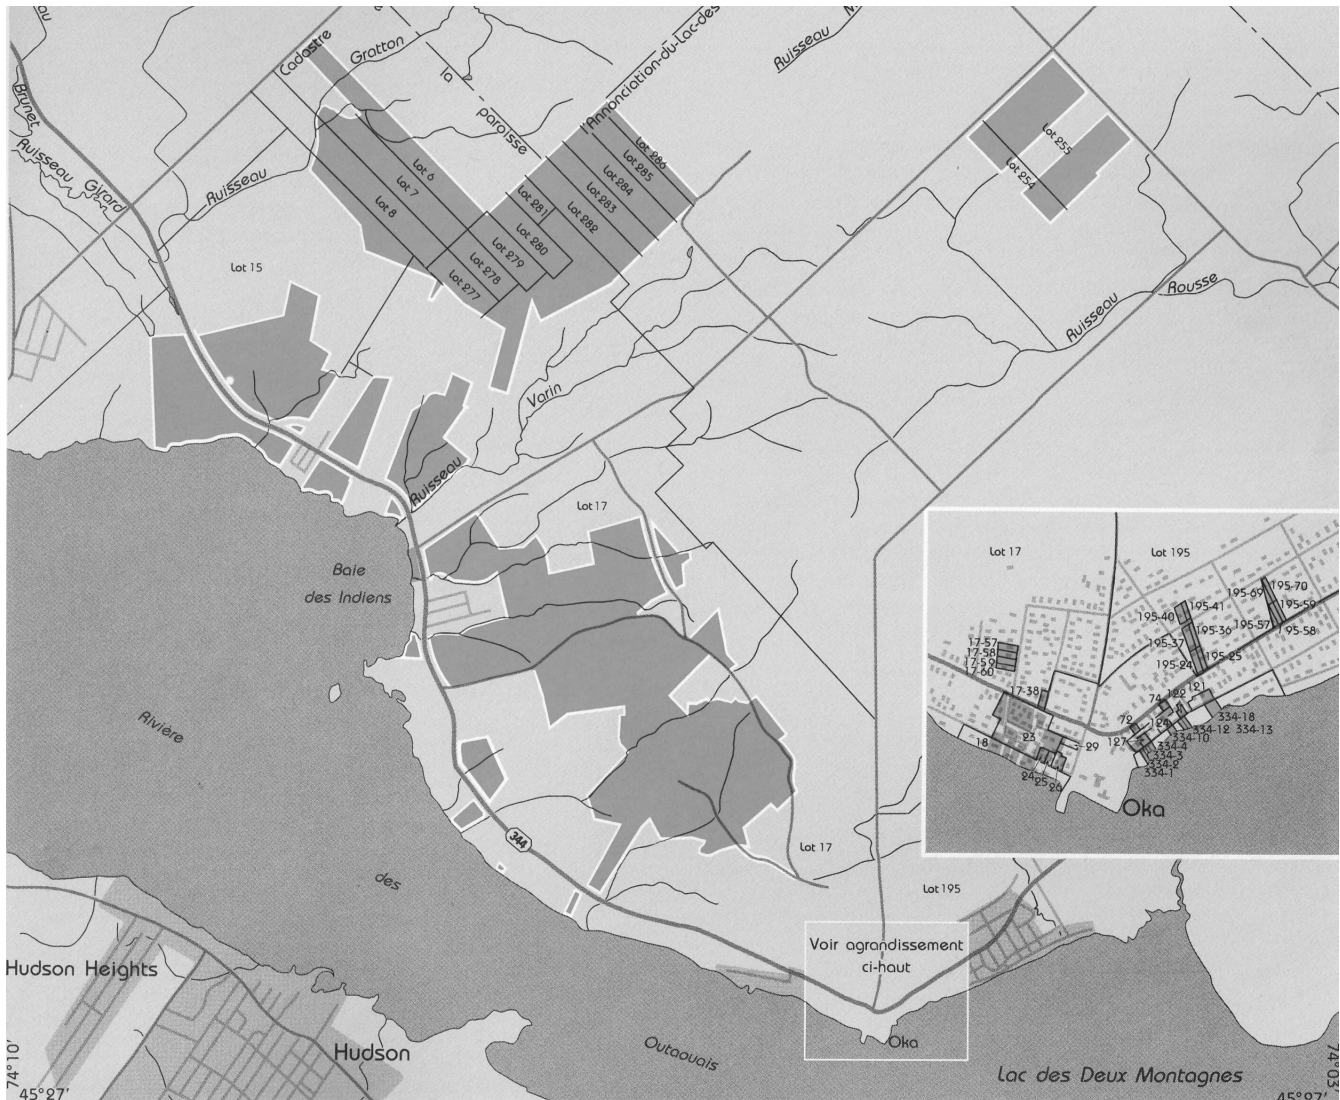 Cadastre
Gratton
la
paroisse
l'Annonciation-du-Lac-des
Ruisseau
Brunet
Ruisseau
Girard
Ruisseau
Lot 6
Lot 7
Lot 8
Lot 286
Lot 285
Lot 284
Lot 283
Lot 282
Lot 281
Lot 280
Lot 279
Lot 278
Lot 277
Lot 255
Lot 254
Lot 15
Ruisseau
Rousse
Varin
Ruisseau
Lot 17
Baie
des Indiens
Rivière
des
344
Lot 17
Lot 195
Voir agrandissement
ci-haut
Oka
Hudson Heights
Hudson
Outaouais
Lac des Deux Montagnes
74°10'
45°27'
74°03'
45°27'
Lot 17
Lot 195
195-70
195-69
195-59
195-57
195-58
195-41
195-40
195-36
195-37
195-25
195-24
17-57
17-58
17-59
17-60
17-38
121
122
74
72
124
127
334-18
334-12
334-13
334-10
334-4
334-3
334-2
334-1
18
23
29
24
25
26
Oka